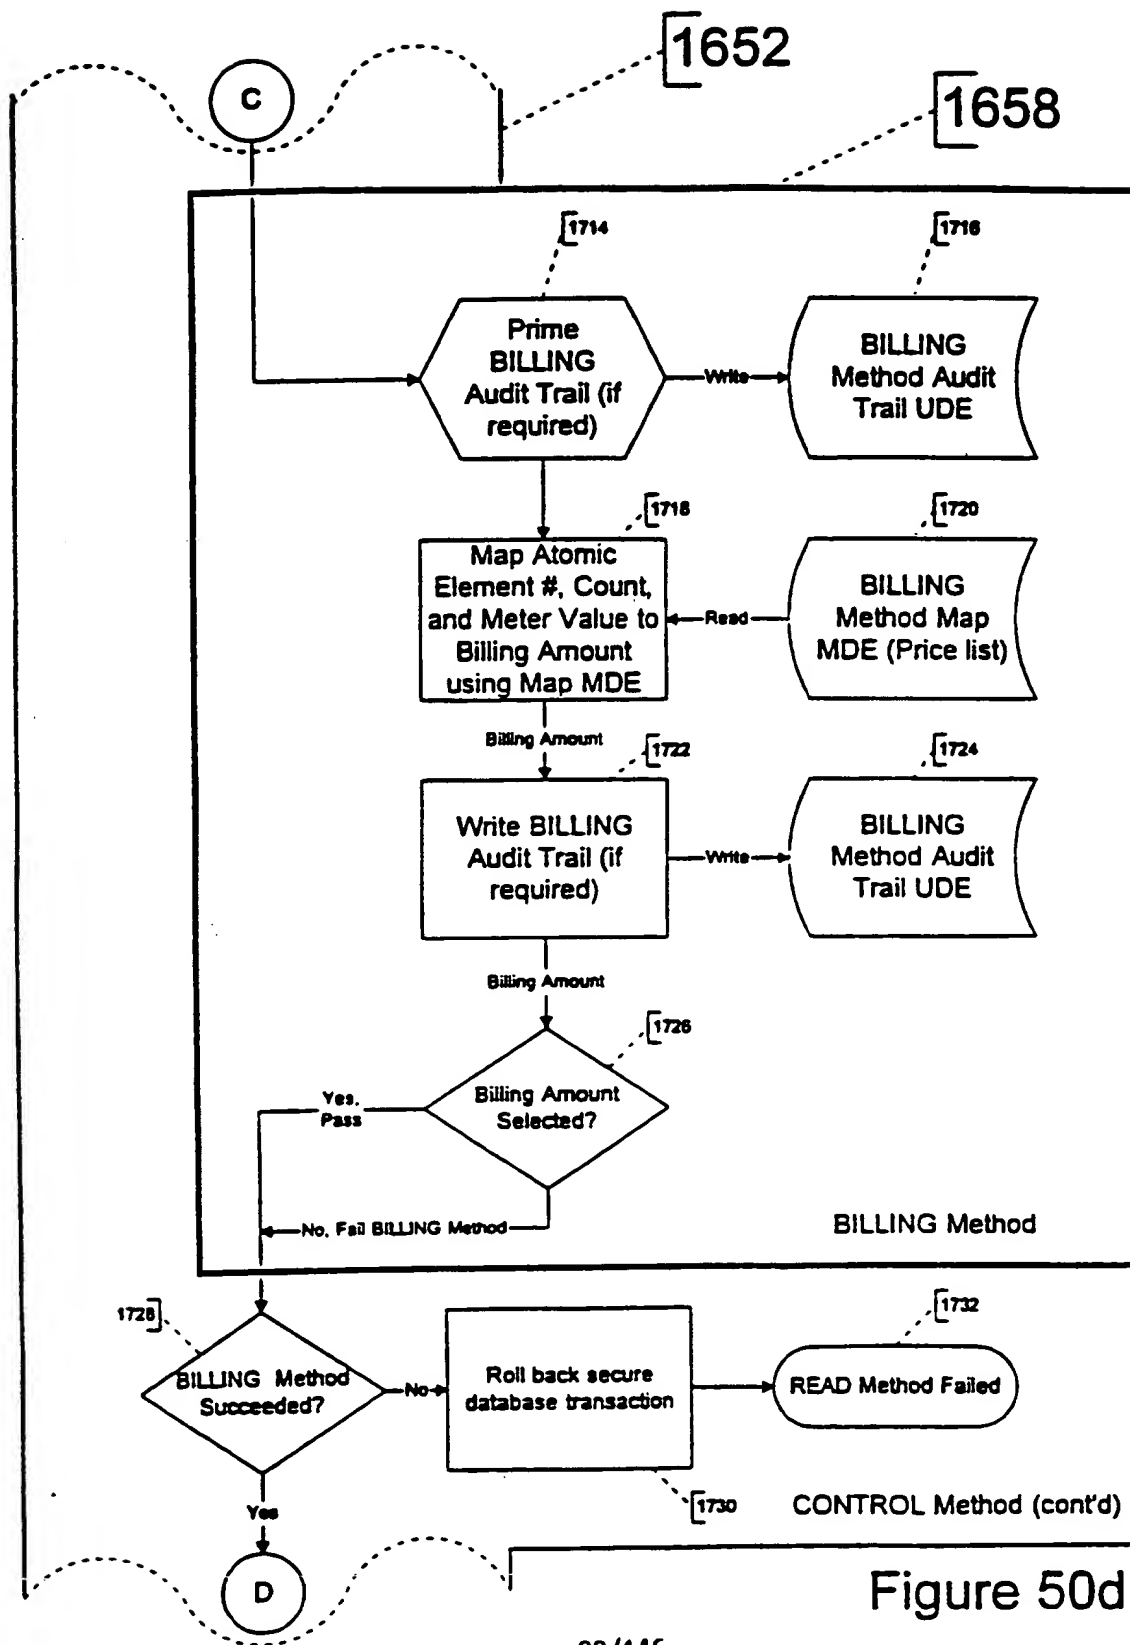 1652
C
1658
1714
1716
Prime
BILLING
Audit Trail (if
required)
Write
BILLING
Method Audit
Trail UDE
1718
1720
Map Atomic
Element #, Count,
and Meter Value to
Billing Amount
using Map MDE
Read
BILLING
Method Map
MDE (Price list)
Billing Amount
1722
1724
Write BILLING
Audit Trail (if
required)
Write
BILLING
Method Audit
Trail UDE
Billing Amount
1726
Billing Amount
Selected?
Yes,
Pass
No, Fail BILLING Method
BILLING Method
1728
1732
BILLING Method
Succeeded?
No
Roll back secure
database transaction
READ Method Failed
1730
CONTROL Method (cont'd)
Yes
D
Figure 50d